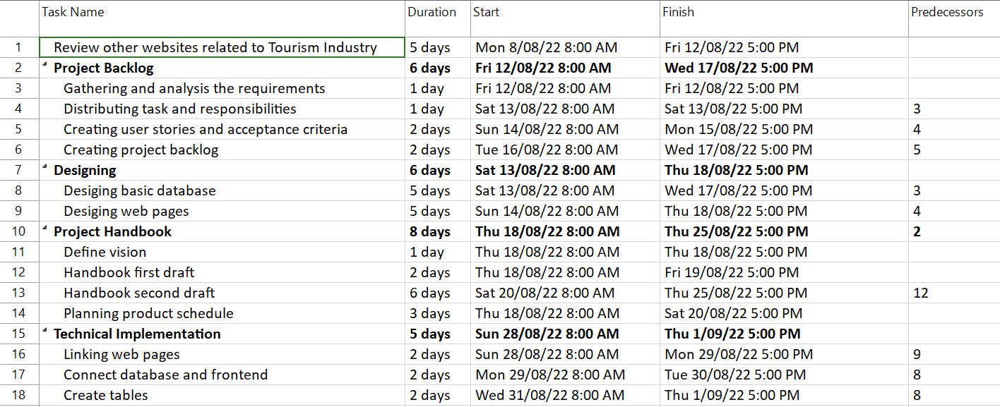 Task Name Duration Start Finish Predecessors
1 Review other websites related to Tourism Industry 5 days Mon 8/08/22 8:00 AM Fri 12/08/22 5:00 PM
2 Project Backlog 6 days Fri 12/08/22 8:00 AM Wed 17/08/22 5:00 PM
3 Gathering and analysis the requirements 1 day Fri 12/08/22 8:00 AM Fri 12/08/22 5:00 PM
4 Distributing task and responsibilities 1 day Sat 13/08/22 8:00 AM Sat 13/08/22 5:00 PM 3
5 Creating user stories and acceptance criteria 2 days Sun 14/08/22 8:00 AM Mon 15/08/22 5:00 PM 4
6 Creating project backlog 2 days Tue 16/08/22 8:00 AM Wed 17/08/22 5:00 PM 5
7 Designing 6 days Sat 13/08/22 8:00 AM Thu 18/08/22 5:00 PM
8 Desiging basic database 5 days Sat 13/08/22 8:00 AM Wed 17/08/22 5:00 PM 3
9 Desiging web pages 5 days Sun 14/08/22 8:00 AM Thu 18/08/22 5:00 PM 4
10 Project Handbook 8 days Thu 18/08/22 8:00 AM Thu 25/08/22 5:00 PM 2
11 Define vision 1 day Thu 18/08/22 8:00 AM Thu 18/08/22 5:00 PM
12 Handbook first draft 2 days Thu 18/08/22 8:00 AM Fri 19/08/22 5:00 PM
13 Handbook second draft 6 days Sat 20/08/22 8:00 AM Thu 25/08/22 5:00 PM 12
14 Planning product schedule 3 days Thu 18/08/22 8:00 AM Sat 20/08/22 5:00 PM
15 Technical Implementation 5 days Sun 28/08/22 8:00 AM Thu 1/09/22 5:00 PM
16 Linking web pages 2 days Sun 28/08/22 8:00 AM Mon 29/08/22 5:00 PM 9
17 Connect database and frontend 2 days Mon 29/08/22 8:00 AM Tue 30/08/22 5:00 PM 8
18 Create tables 2 days Wed 31/08/22 8:00 AM Thu 1/09/22 5:00 PM 8